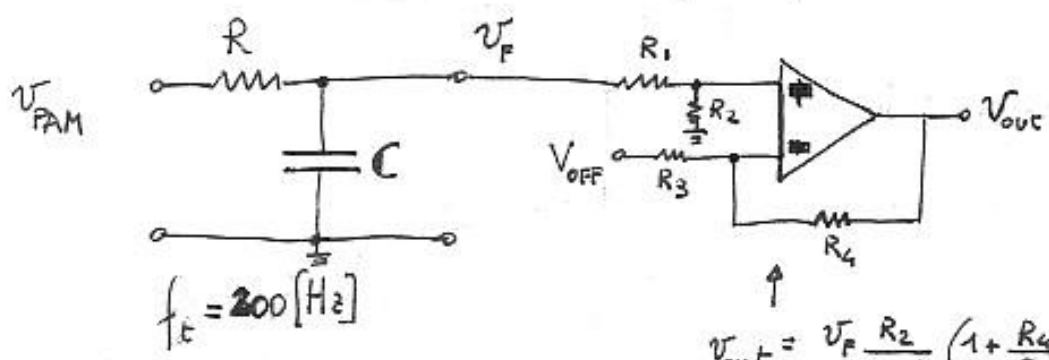 R
v_F
R_1
v_PAM
R_2
v_out
C
V_OFF
R_3
R_4
f_t = 200 [Hz]
v_out = v_F R_2 (1 + R_4